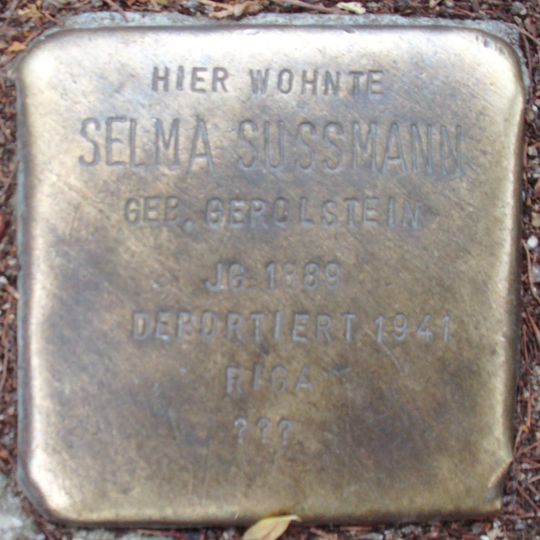 HIER WOHNTE
SELMA SUSSMANN
GEB. GEROLSTEIN
JG. 1889
DEPORTIERT 1941
RIGA
???